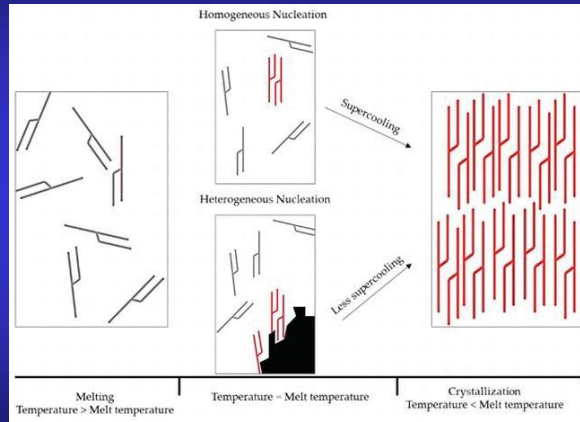 Homogeneous Nucleation
Supercooling
Heterogeneous Nucleation
Less supercooling
Melting
Temperature > Melt temperature
Temperature = Melt temperature
Crystallization
Temperature < Melt temperature